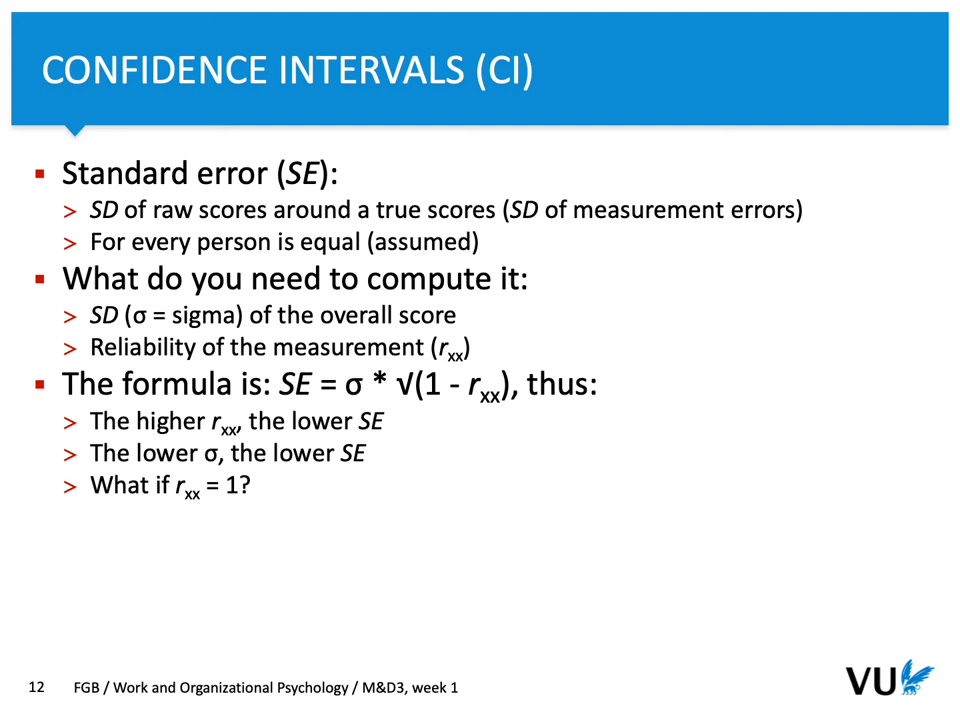 CONFIDENCE INTERVALS (CI)
▪ Standard error (SE):
> SD of raw scores around a true scores (SD of measurement errors)
> For every person is equal (assumed)
▪ What do you need to compute it:
> SD (σ = sigma) of the overall score
> Reliability of the measurement (rxx)
▪ The formula is: SE = σ * √(1 - rxx), thus:
> The higher rxx, the lower SE
> The lower σ, the lower SE
> What if rxx = 1?
12 FGB / Work and Organizational Psychology / M&D3, week 1
VU